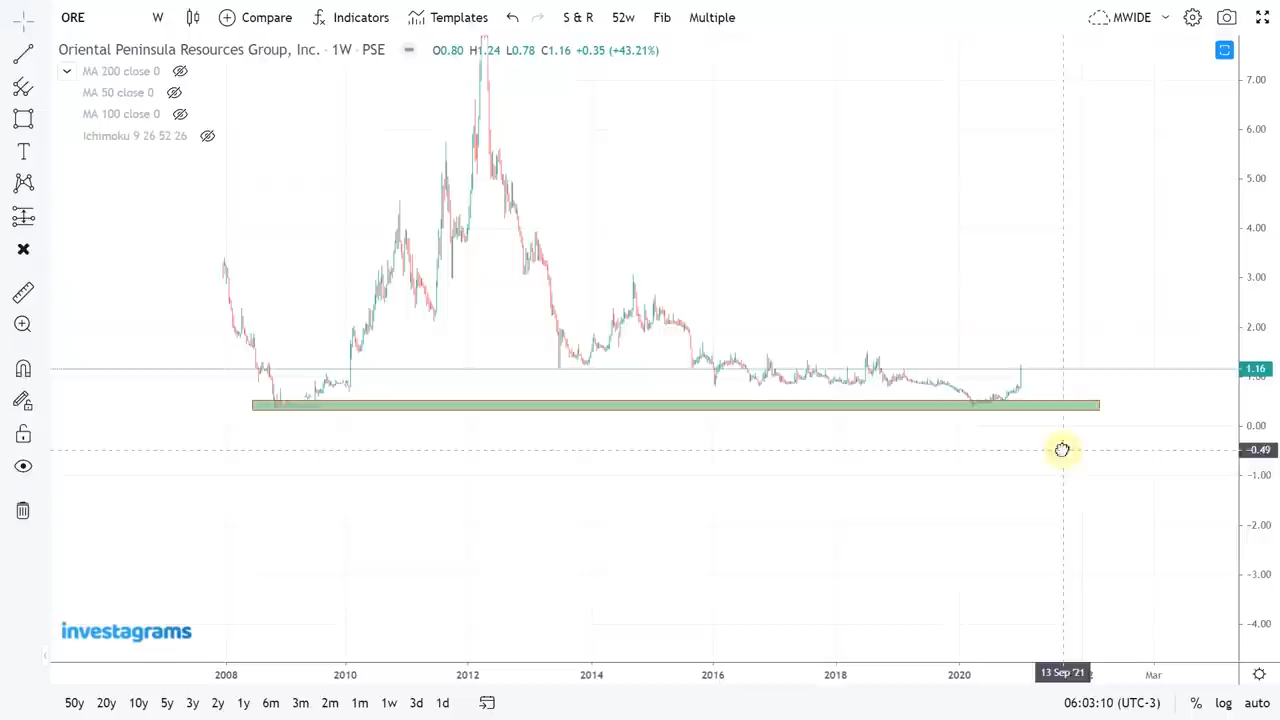 ORE W Compare Indicators Templates S & R 52w Fib Multiple MWIDE
Oriental Peninsula Resources Group, Inc. · 1W · PSE O0.80 H1.24 L0.78 C1.16 +0.35 (+43.21%)
MA 200 close 0
MA 50 close 0
MA 100 close 0
Ichimoku 9 26 52 26
7.00
6.00
5.00
4.00
3.00
2.00
1.16
0.00
-0.49
-1.00
-2.00
-3.00
-4.00
investagrams
2008 2010 2012 2014 2016 2018 2020 13 Sep '21 Mar
50y 20y 10y 5y 3y 2y 1y 6m 3m 2m 1m 1w 3d 1d 06:03:10 (UTC-3) % log auto